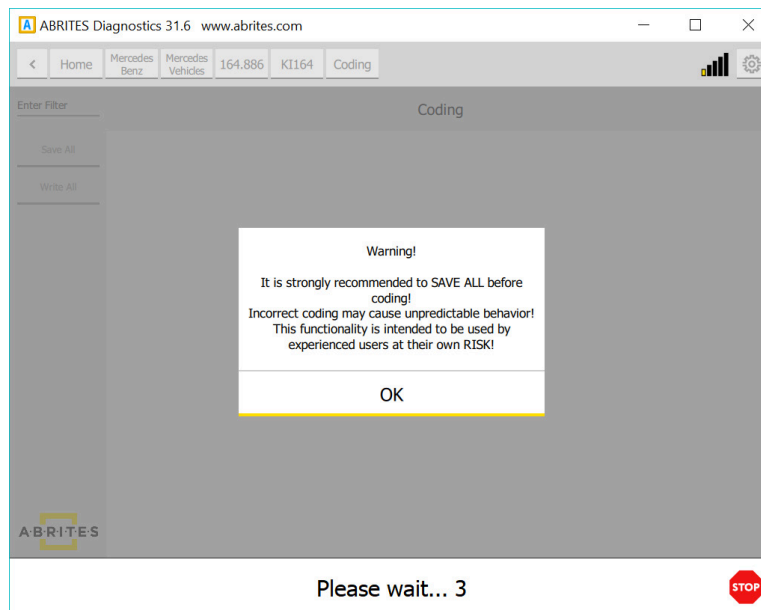 ABRITES Diagnostics 31.6   www.abrites.com
Home
Mercedes
Benz
Mercedes
Vehicles
164.886
KI164
Coding
Enter Filter
Coding
Save All
Write All
Warning!
It is strongly recommended to SAVE ALL before
coding!
Incorrect coding may cause unpredictable behavior!
This functionality is intended to be used by
experienced users at their own RISK!
OK
A·B·R·I·T·E·S
Please wait... 3
STOP